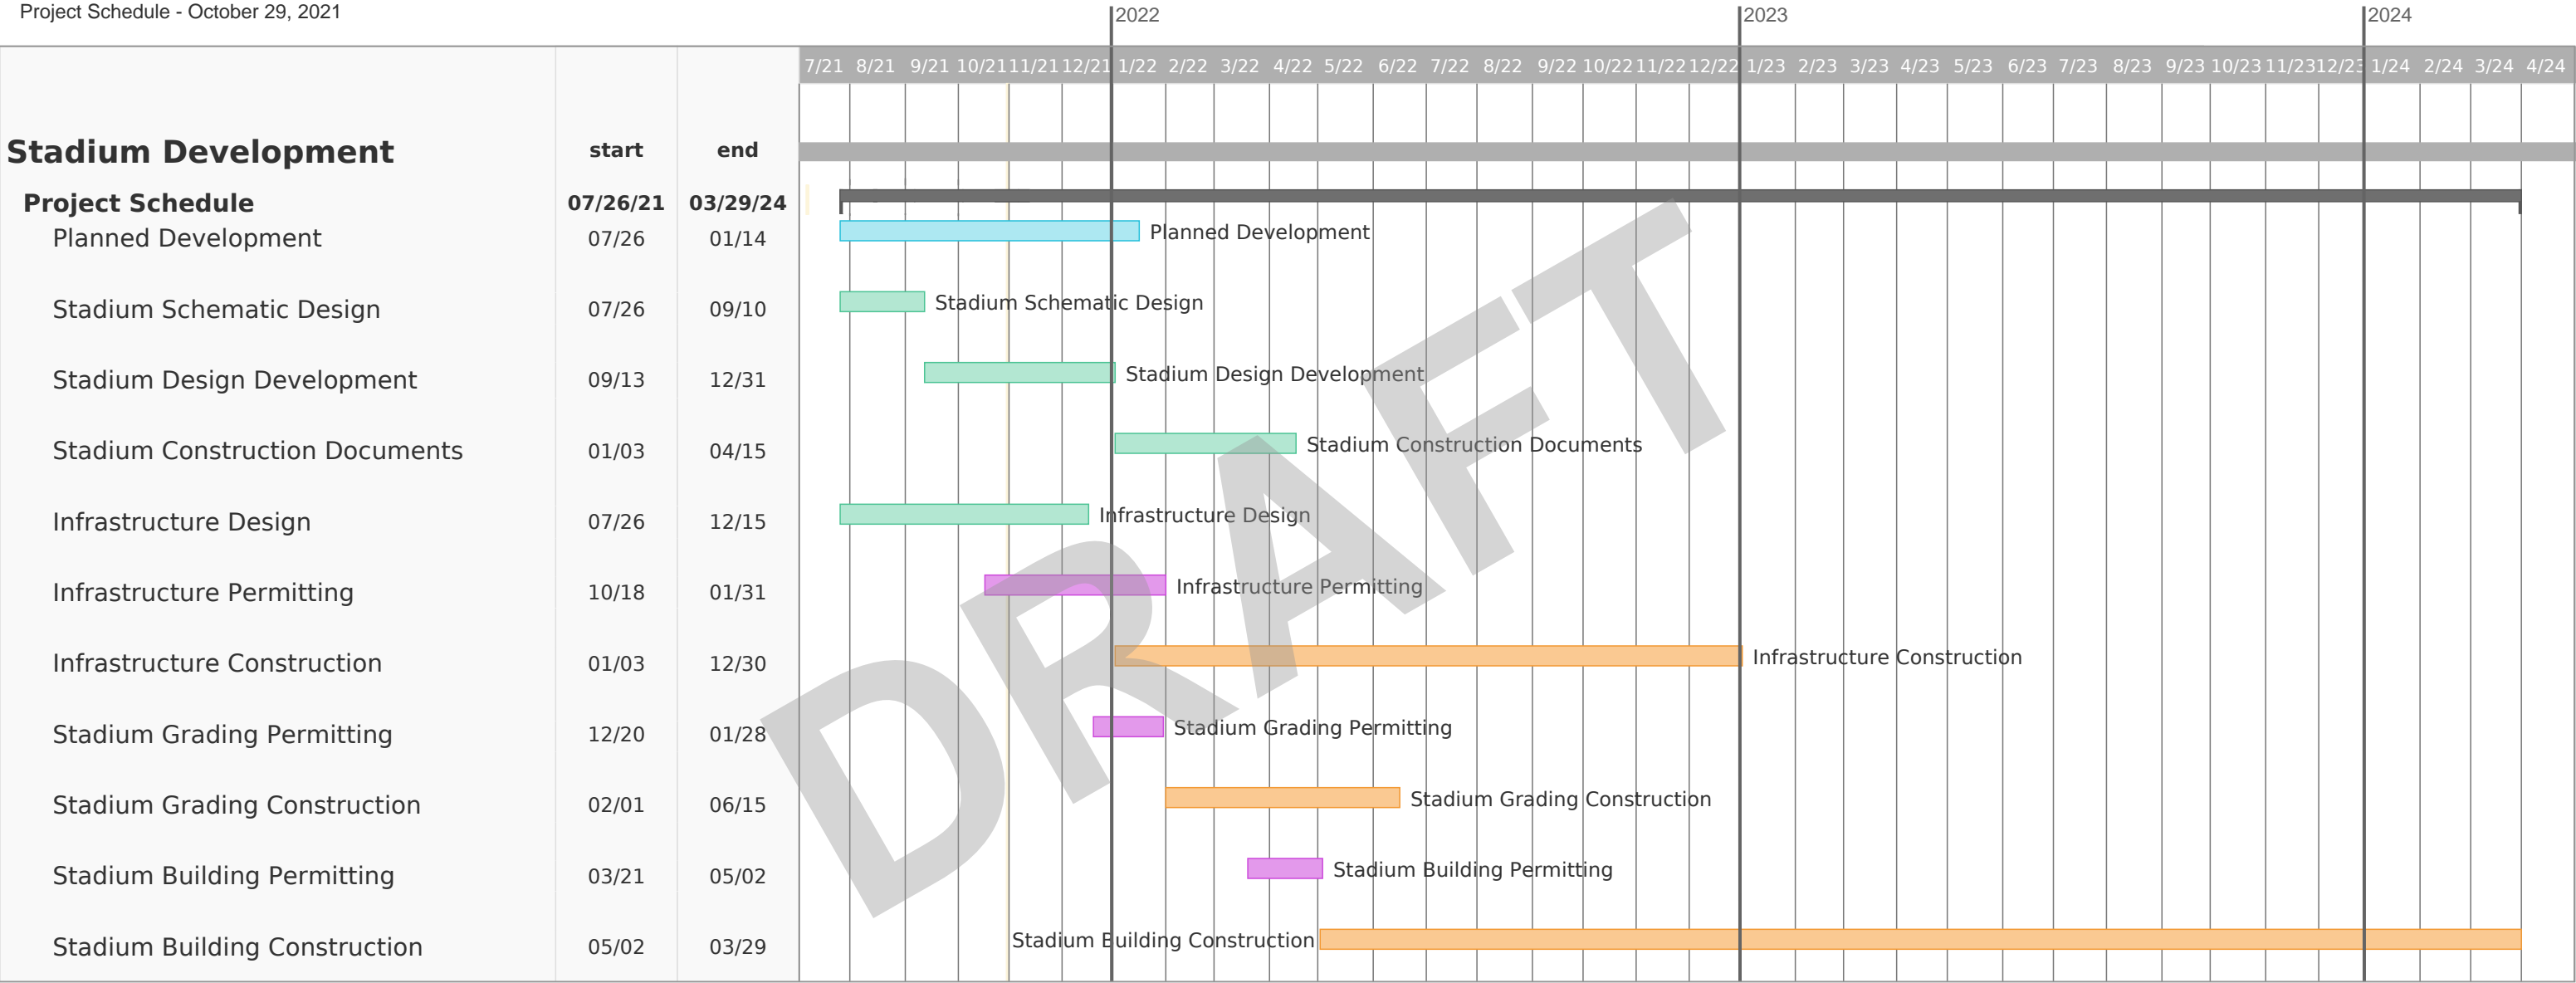 Project Schedule - October 29, 2021
2022 2023 2024
7/21 8/21 9/21 10/21 11/21 12/21 1/22 2/22 3/22 4/22 5/22 6/22 7/22 8/22 9/22 10/22 11/22 12/22 1/23 2/23 3/23 4/23 5/23 6/23 7/23 8/23 9/23 10/23 11/23 12/23 1/24 2/24 3/24 4/24
Stadium Development start end
Project Schedule 07/26/21 03/29/24
Planned Development 07/26 01/14 Planned Development
Stadium Schematic Design 07/26 09/10 Stadium Schematic Design
Stadium Design Development 09/13 12/31 Stadium Design Development
Stadium Construction Documents 01/03 04/15 Stadium Construction Documents
Infrastructure Design 07/26 12/15 Infrastructure Design
Infrastructure Permitting 10/18 01/31 Infrastructure Permitting
Infrastructure Construction 01/03 12/30 Infrastructure Construction
Stadium Grading Permitting 12/20 01/28 Stadium Grading Permitting
Stadium Grading Construction 02/01 06/15 Stadium Grading Construction
Stadium Building Permitting 03/21 05/02 Stadium Building Permitting
Stadium Building Construction 05/02 03/29 Stadium Building Construction
DRAFT